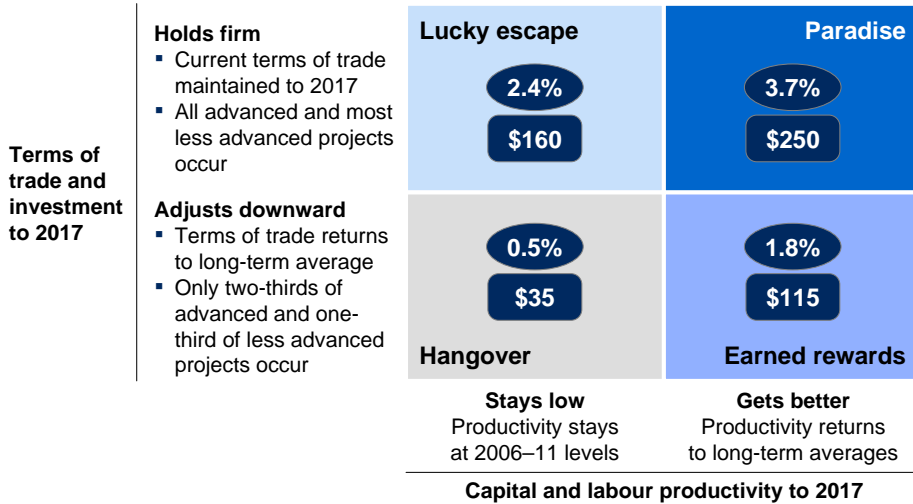 Terms of
trade and
investment
to 2017
Holds firm
▪ Current terms of trade
maintained to 2017
▪ All advanced and most
less advanced projects
occur
Adjusts downward
▪ Terms of trade returns
to long-term average
▪ Only two-thirds of
advanced and one-
third of less advanced
projects occur
Lucky escape
2.4%
$160
Paradise
3.7%
$250
0.5%
$35
Hangover
1.8%
$115
Earned rewards
Stays low
Productivity stays
at 2006–11 levels
Gets better
Productivity returns
to long-term averages
Capital and labour productivity to 2017